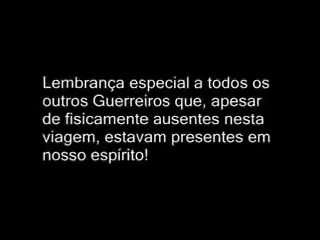 Lembrança especial a todos os
outros Guerreiros que, apesar
de fisicamente ausentes nesta
viagem, estavam presentes em
nosso espírito!